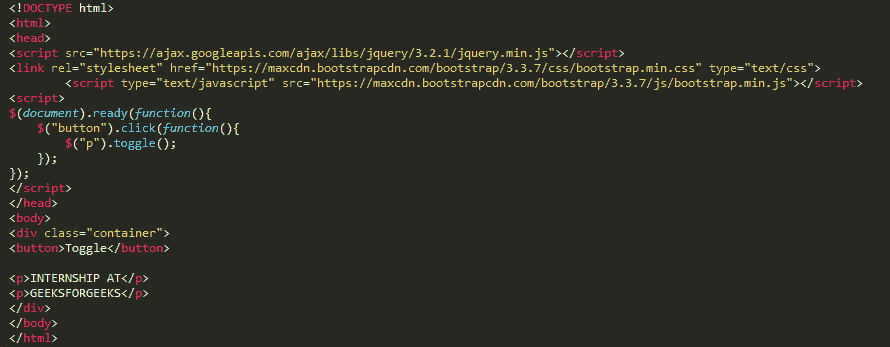 <!DOCTYPE html>
<html>
<head>
<script src="https://ajax.googleapis.com/ajax/libs/jquery/3.2.1/jquery.min.js"></script>
<link rel="stylesheet" href="https://maxcdn.bootstrapcdn.com/bootstrap/3.3.7/css/bootstrap.min.css" type="text/css">
        <script type="text/javascript" src="https://maxcdn.bootstrapcdn.com/bootstrap/3.3.7/js/bootstrap.min.js"></script>
<script>
$(document).ready(function(){
    $("button").click(function(){
        $("p").toggle();
    });
});
</script>
</head>
<body>
<div class="container">
<button>Toggle</button>

<p>INTERNSHIP AT</p>
<p>GEEKSFORGEEKS</p>
</div>
</body>
</html>